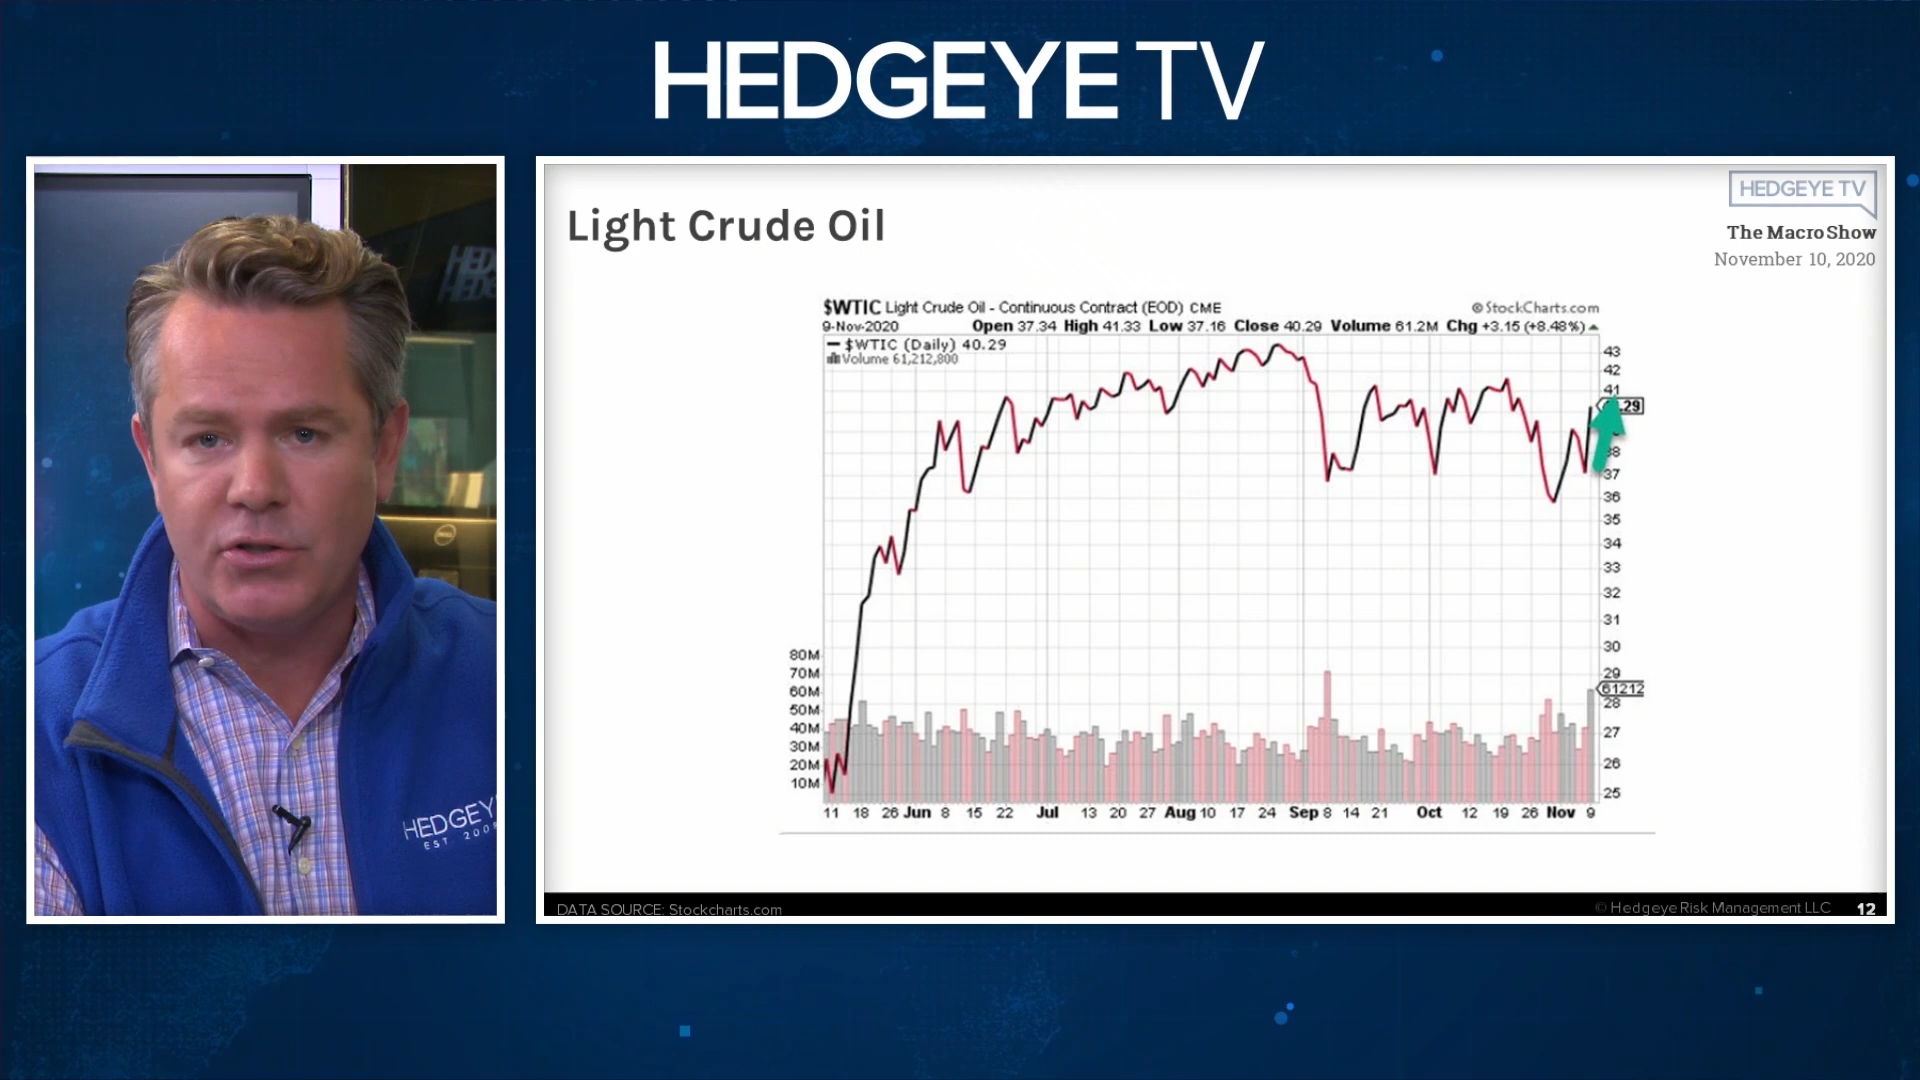 HEDGEYE TV
HEDGEY
EST 200
HEDGEYE TV
The Macro Show
November 10, 2020
Light Crude Oil
$WTIC Light Crude Oil - Continuous Contract (EOD) CME
© StockCharts.com
9-Nov-2020 Open 37.34 High 41.33 Low 37.16 Close 40.29 Volume 61.2M Chg +3.15 (+8.48%)
$WTIC (Daily) 40.29
Volume 61,212,800
43
42
41
.29
38
37
36
35
34
33
32
31
30
29
61212
28
27
26
25
80M
70M
60M
50M
40M
30M
20M
10M
11 18 26 Jun 8 15 22 Jul 13 20 27 Aug 10 17 24 Sep 8 14 21 Oct 12 19 26 Nov 9
DATA SOURCE: Stockcharts.com
© Hedgeye Risk Management LLC 12